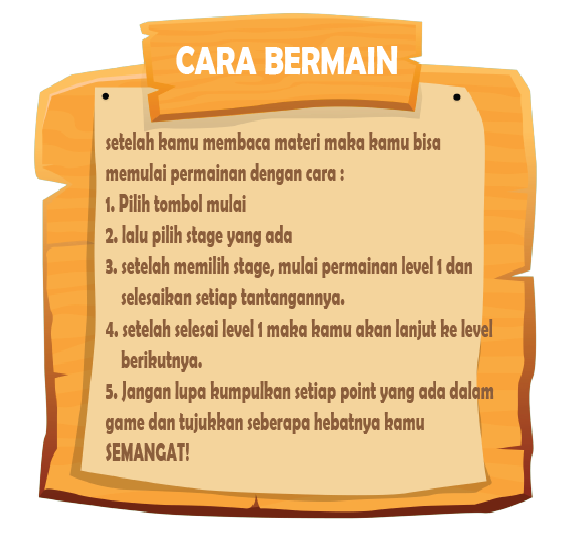 CARA BERMAIN
setelah kamu membaca materi maka kamu bisa
memulai permainan dengan cara :
1. Pilih tombol mulai
2. lalu pilih stage yang ada
3. setelah memilih stage, mulai permainan level 1 dan
selesaikan setiap tantangannya.
4. setelah selesai level 1 maka kamu akan lanjut ke level
berikutnya.
5. Jangan lupa kumpulkan setiap point yang ada dalam
game dan tujukkan seberapa hebatnya kamu
SEMANGAT!